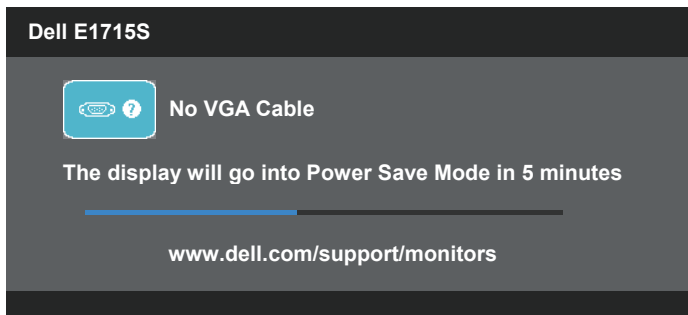 Dell E1715S
No VGA Cable
The display will go into Power Save Mode in 5 minutes
www.dell.com/support/monitors